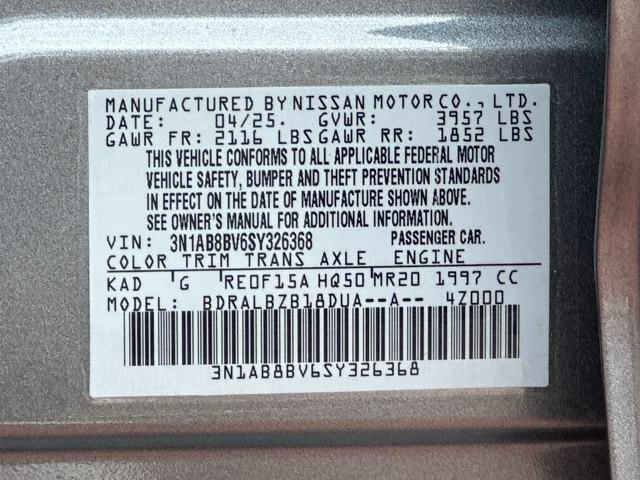 MANUFACTURED BY NISSAN MOTOR CO., LTD.
DATE: 04/25. GVWR: 3957 LBS
GAWR FR: 2116 LBS GAWR RR: 1852 LBS
THIS VEHICLE CONFORMS TO ALL APPLICABLE FEDERAL MOTOR
VEHICLE SAFETY, BUMPER AND THEFT PREVENTION STANDARDS
IN EFFECT ON THE DATE OF MANUFACTURE SHOWN ABOVE.
SEE OWNER'S MANUAL FOR ADDITIONAL INFORMATION.
VIN: 3N1AB8BV6SY326368 PASSENGER CAR.
COLOR TRIM TRANS AXLE ENGINE
KAD G RE0F15A HQ50 MR20 1997 CC
MODEL: BDRALBZB18DUA--A-- 4Z000
3N1AB8BV6SY326368